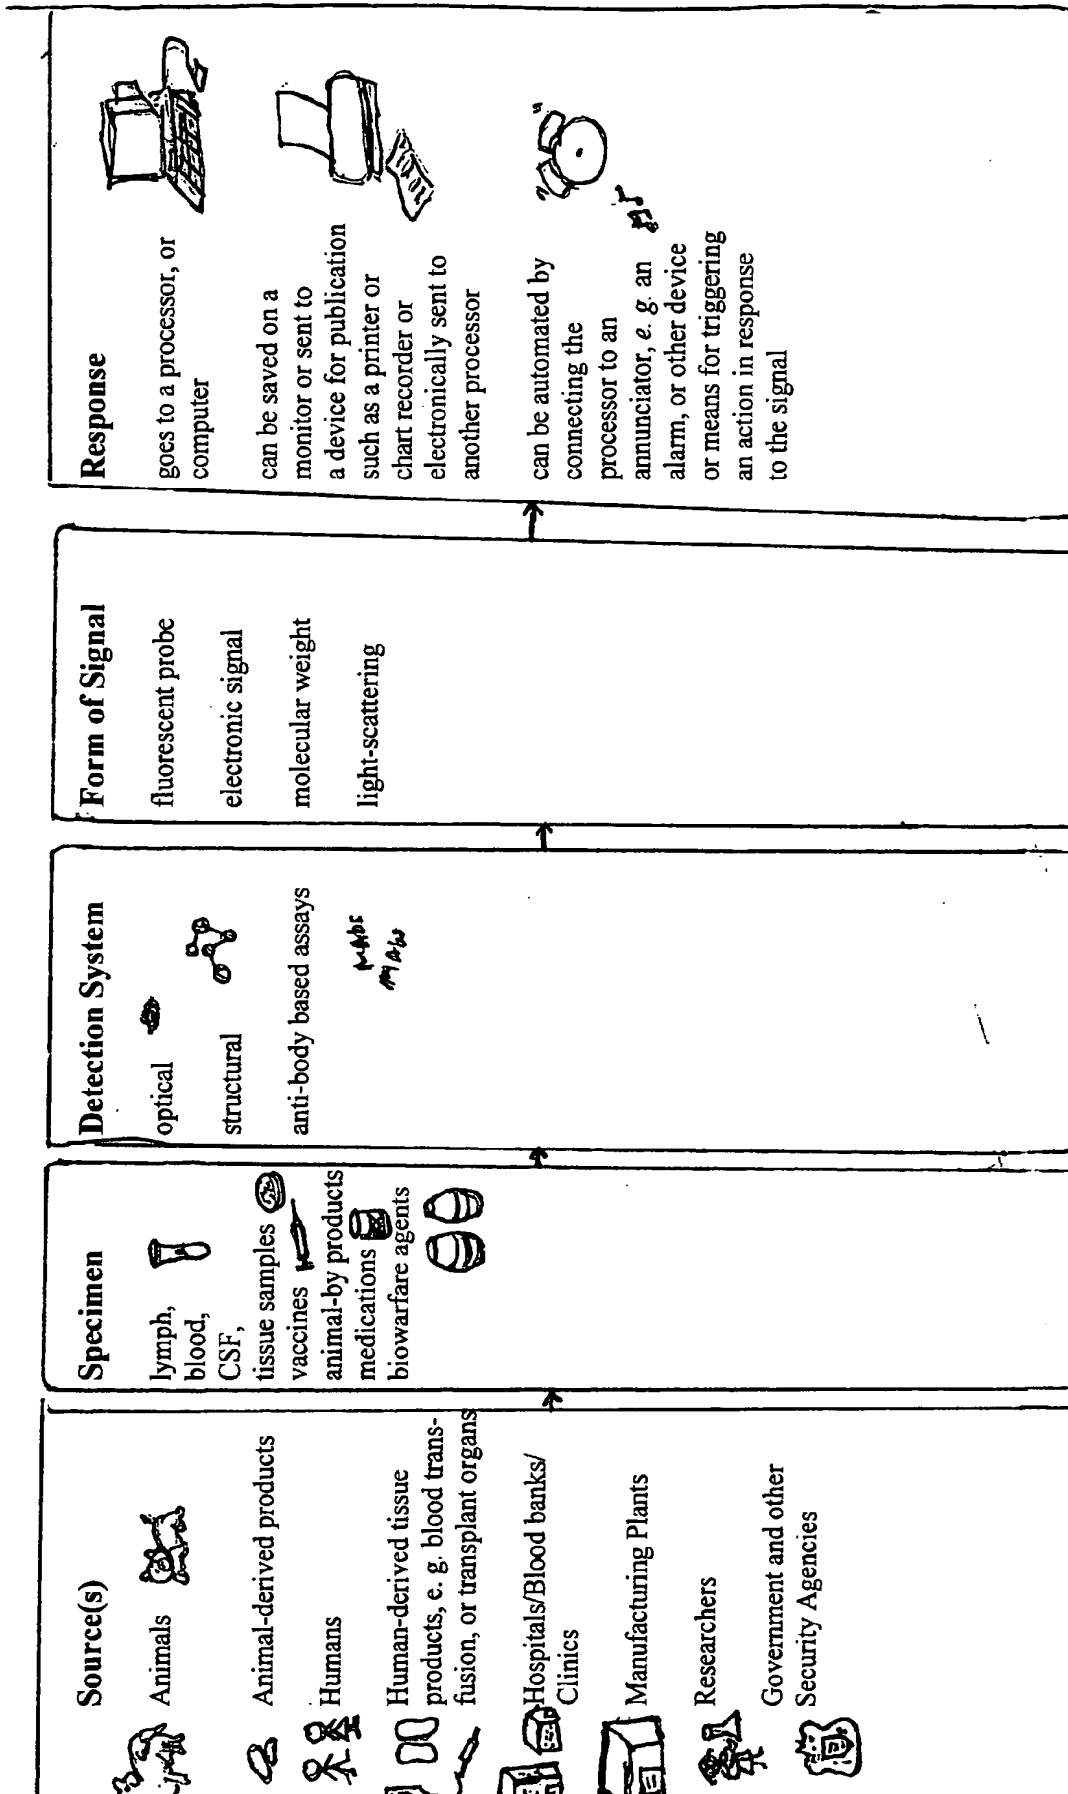 Source(s)
Animals
Animal-derived products
Humans
Human-derived tissue
products, e. g. blood trans-
fusion, or transplant organs
Hospitals/Blood banks/
Clinics
Manufacturing Plants
Researchers
Government and other
Security Agencies
Specimen
lymph,
blood,
CSF,
tissue samples
vaccines
animal-by products
medications
biowarfare agents
Detection System
optical
structural
anti-body based assays
MAbs
MAbs
Form of Signal
fluorescent probe
electronic signal
molecular weight
light-scattering
Response
goes to a processor, or
computer
can be saved on a
monitor or sent to
a device for publication
such as a printer or
chart recorder or
electronically sent to
another processor
can be automated by
connecting the
processor to an
annunciator, e. g. an
alarm, or other device
or means for triggering
an action in response
to the signal